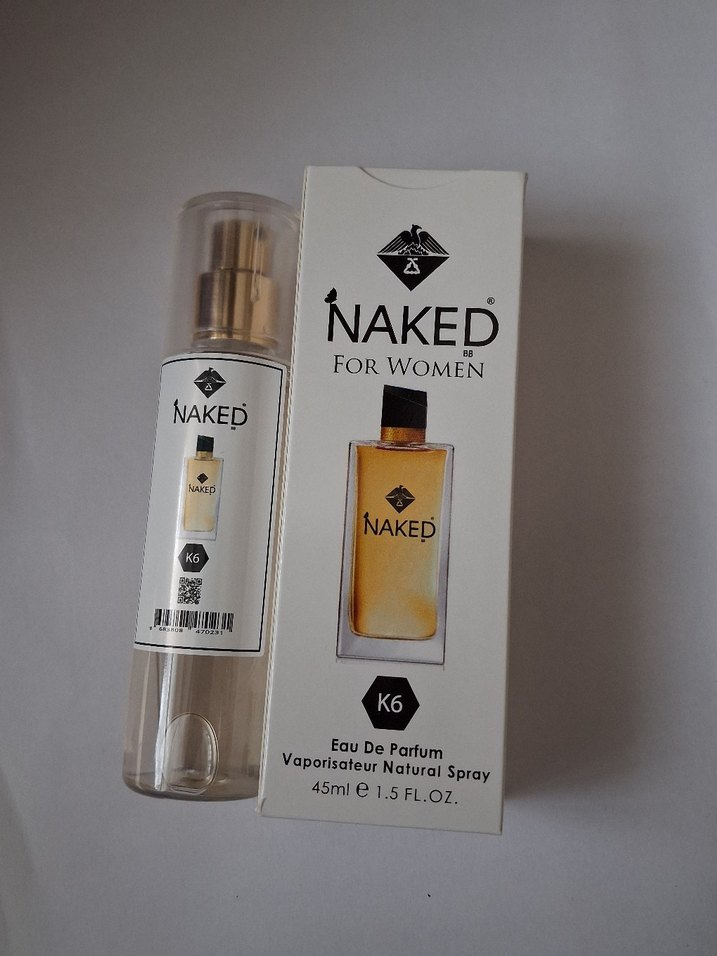 NAKED
BB
K6
NAKED
®
BB
FOR WOMEN
NAKED
K6
Eau De Parfum
Vaporisateur Natural Spray
45ml e 1.5 FL.OZ.
NAKED